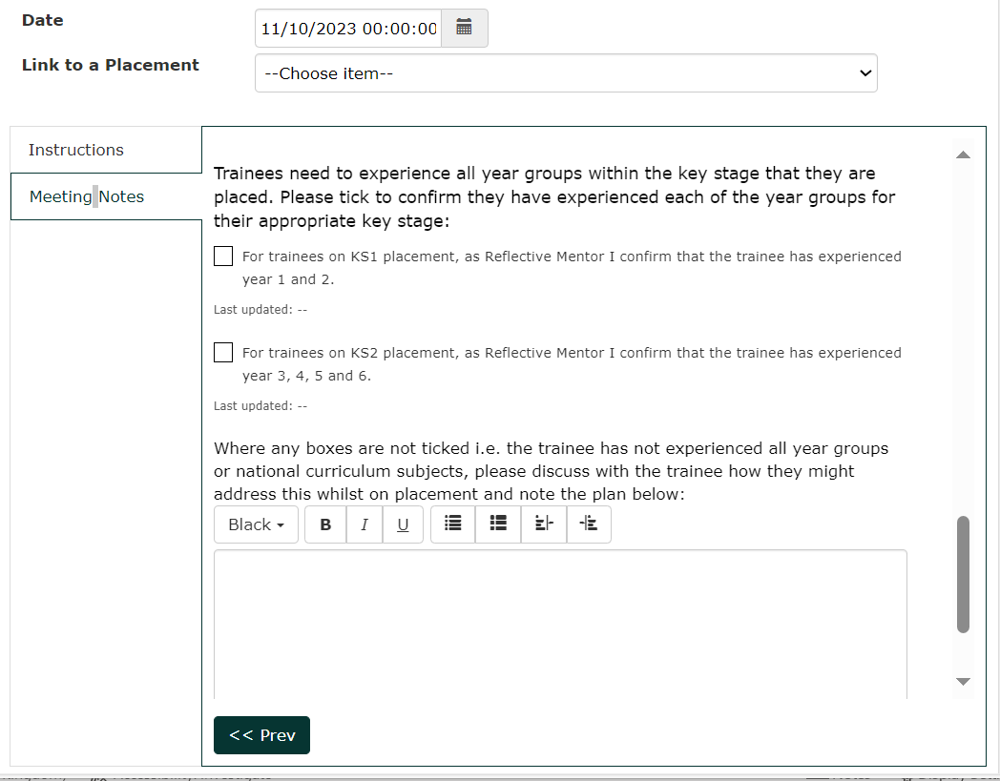 Date
11/10/2023 00:00:00
Link to a Placement
--Choose item--
Instructions
Meeting Notes
Trainees need to experience all year groups within the key stage that they are
placed. Please tick to confirm they have experienced each of the year groups for
their appropriate key stage:
For trainees on KS1 placement, as Reflective Mentor I confirm that the trainee has experienced
year 1 and 2.
Last updated: --
For trainees on KS2 placement, as Reflective Mentor I confirm that the trainee has experienced
year 3, 4, 5 and 6.
Last updated: --
Where any boxes are not ticked i.e. the trainee has not experienced all year groups
or national curriculum subjects, please discuss with the trainee how they might
address this whilst on placement and note the plan below:
Black B I U
<< Prev